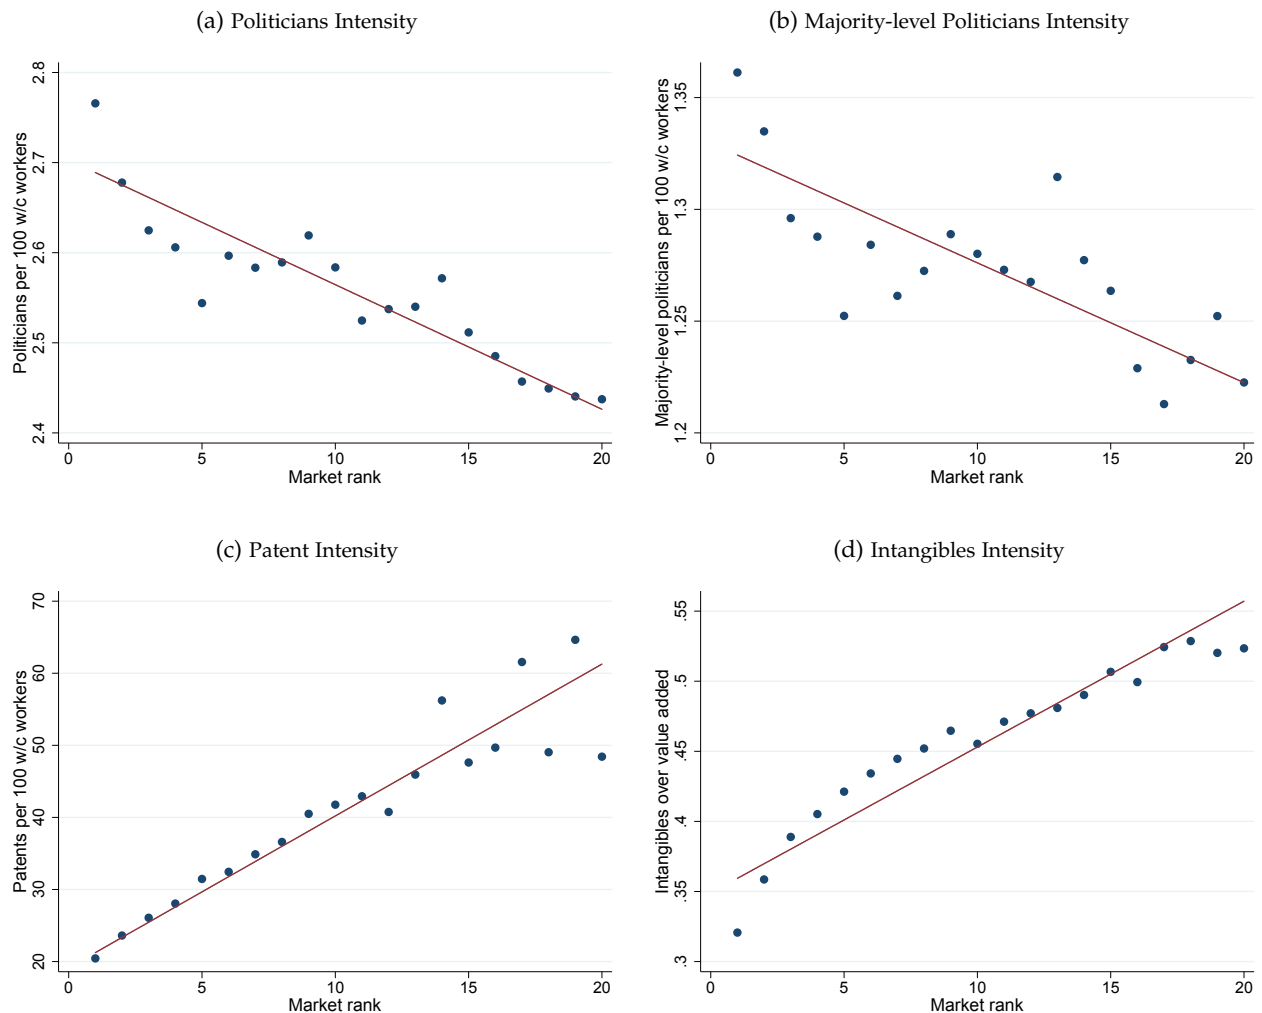 (a) Politicians Intensity
Politicians per 100 w/c workers
2.8
2.7
2.6
2.5
2.4
0 5 10 15 20
Market rank
(b) Majority-level Politicians Intensity
Majority-level politicians per 100 w/c workers
1.35
1.3
1.25
1.2
0 5 10 15 20
Market rank
(c) Patent Intensity
Patents per 100 w/c workers
70
60
50
40
30
20
0 5 10 15 20
Market rank
(d) Intangibles Intensity
Intangibles over value added
.55
.5
.45
.4
.35
.3
0 5 10 15 20
Market rank